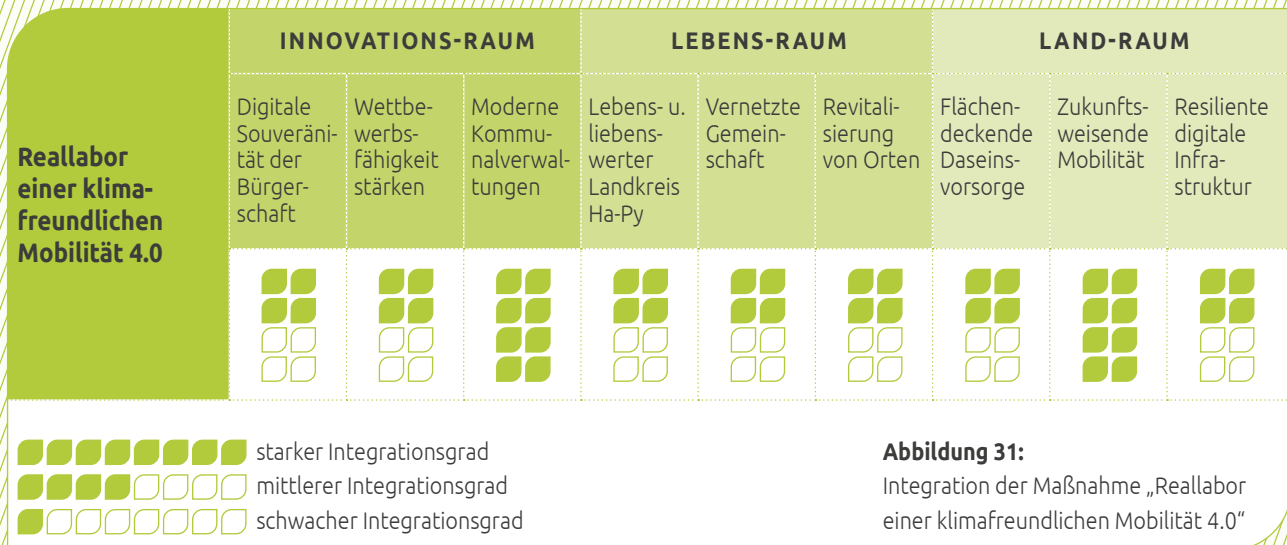 INNOVATIONS-RAUM
LEBENS-RAUM
LAND-RAUM
Reallabor
einer klima-
freundlichen
Mobilität 4.0
Digitale
Souveräni-
tät der
Bürger-
schaft
Wettbe-
werbs-
fähigkeit
stärken
Moderne
Kommu-
nalverwal-
tungen
Lebens- u.
liebens-
werter
Landkreis
Ha-Py
Vernetzte
Gemein-
schaft
Revitali-
sierung
von Orten
Flächen-
deckende
Daseins-
vorsorge
Zukunfts-
weisende
Mobilität
Resiliente
digitale
Infra-
struktur
starker Integrationsgrad
mittlerer Integrationsgrad
schwacher Integrationsgrad
Abbildung 31:
Integration der Maßnahme „Reallabor
einer klimafreundlichen Mobilität 4.0“